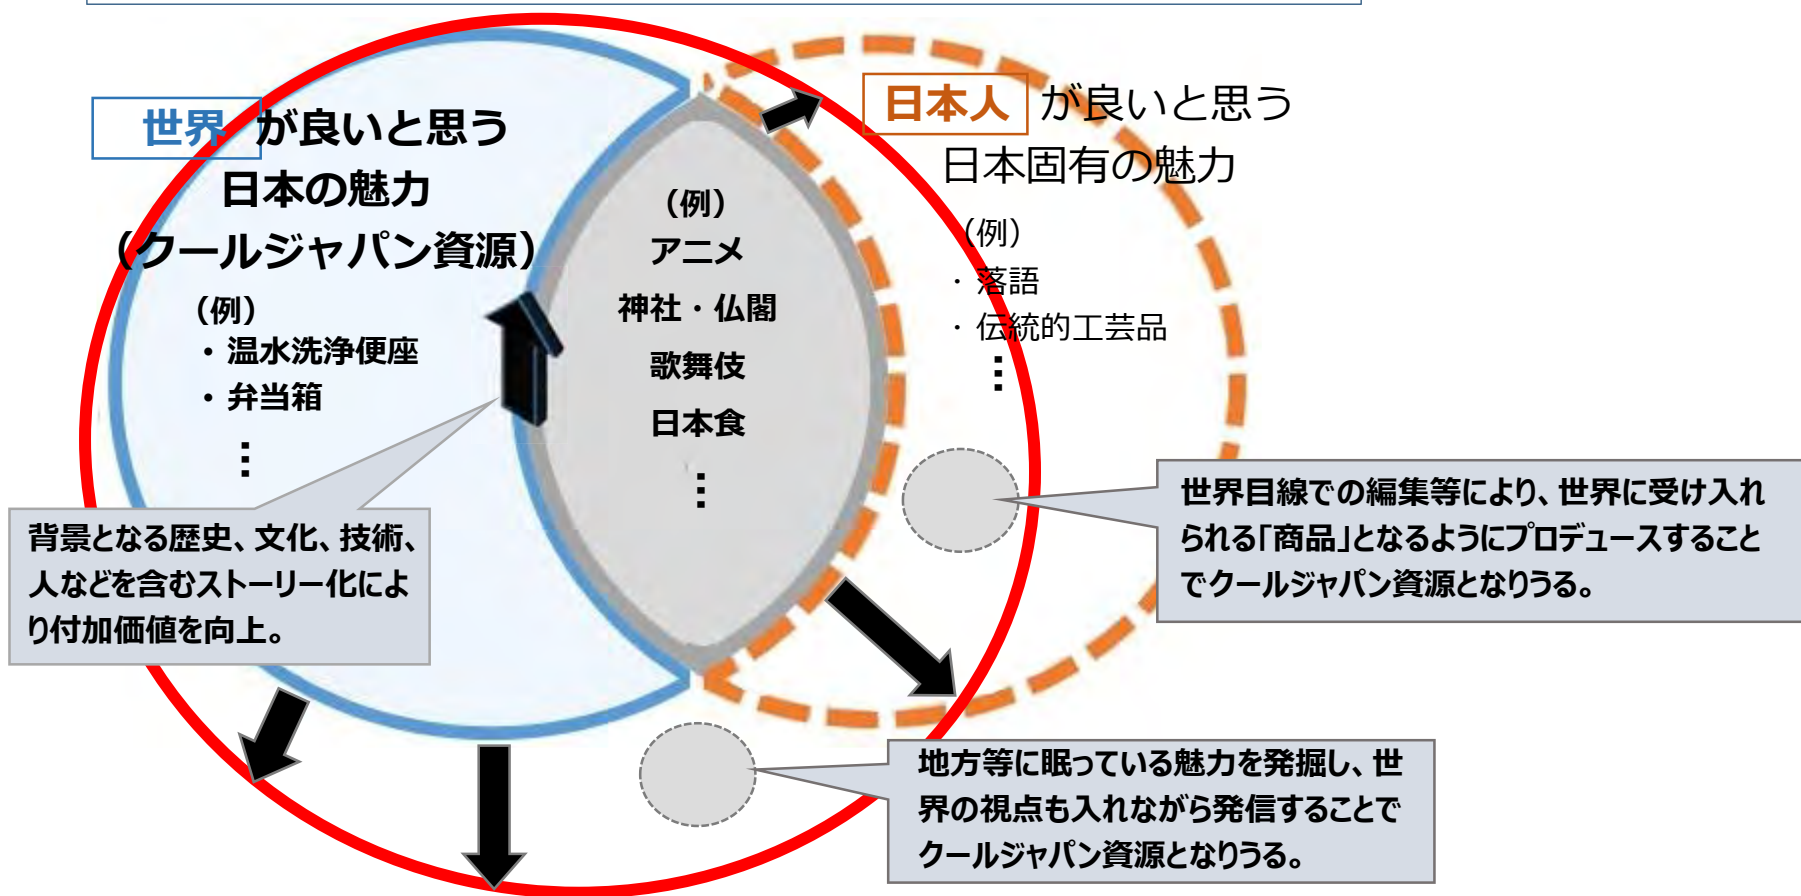 世界が良いと思う
日本の魅力
(クールジャパン資源)
(例)
・温水洗浄便座
・弁当箱
…
(例)
アニメ
神社・仏閣
歌舞伎
日本食
…
日本人が良いと思う
日本固有の魅力
(例)
・落語
・伝統的工芸品
…
背景となる歴史、文化、技術、
人などを含むストーリー化によ
り付加価値を向上。
世界目線での編集等により、世界に受け入れ
られる「商品」となるようにプロデュースすること
でクールジャパン資源となりうる。
地方等に眠っている魅力を発掘し、世
界の視点も入れながら発信することで
クールジャパン資源となりうる。